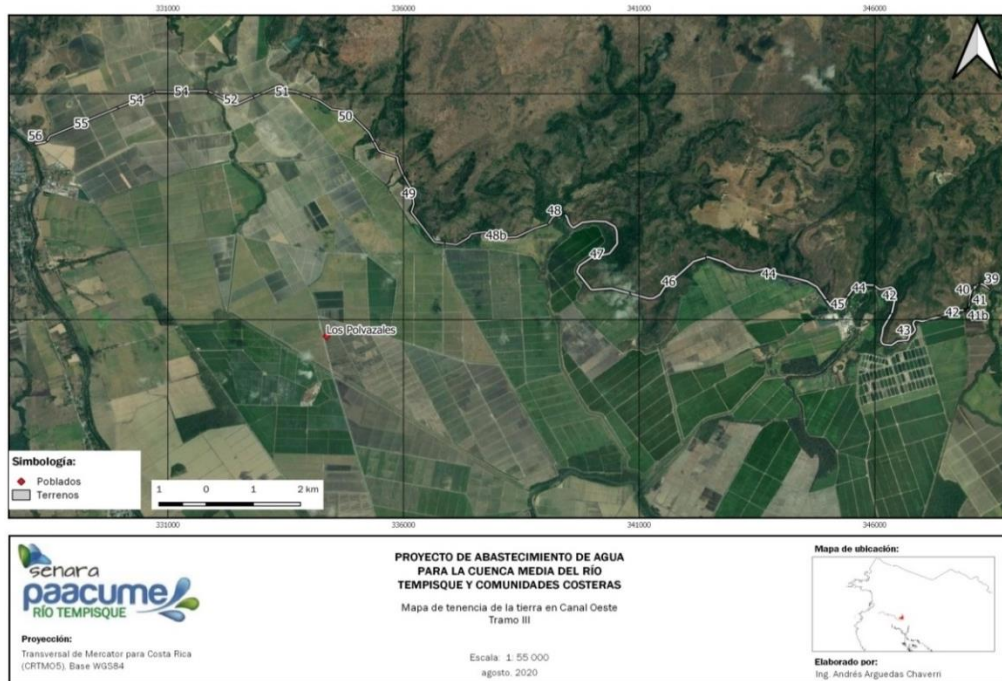 331000 336000 341000 346000
56
55
54
54
52
51
50
49
48b
48
47
46
44
45
44
42
43
42
40
39
41
41b
Los Polvazales
Simbología:
Poblados
Terrenos
1 0 1 2 km
331000 336000 341000 346000
senara
paacume
RÍO TEMPISQUE
Proyección:
Transversal de Mercator para Costa Rica
(CRTM05), Base WGS84
PROYECTO DE ABASTECIMIENTO DE AGUA
PARA LA CUENCA MEDIA DEL RÍO
TEMPISQUE Y COMUNIDADES COSTERAS
Mapa de tenencia de la tierra en Canal Oeste
Tramo III
Escala: 1: 55 000
agosto, 2020
Mapa de ubicación:
Elaborado por:
Ing. Andrés Arguedas Chaverri